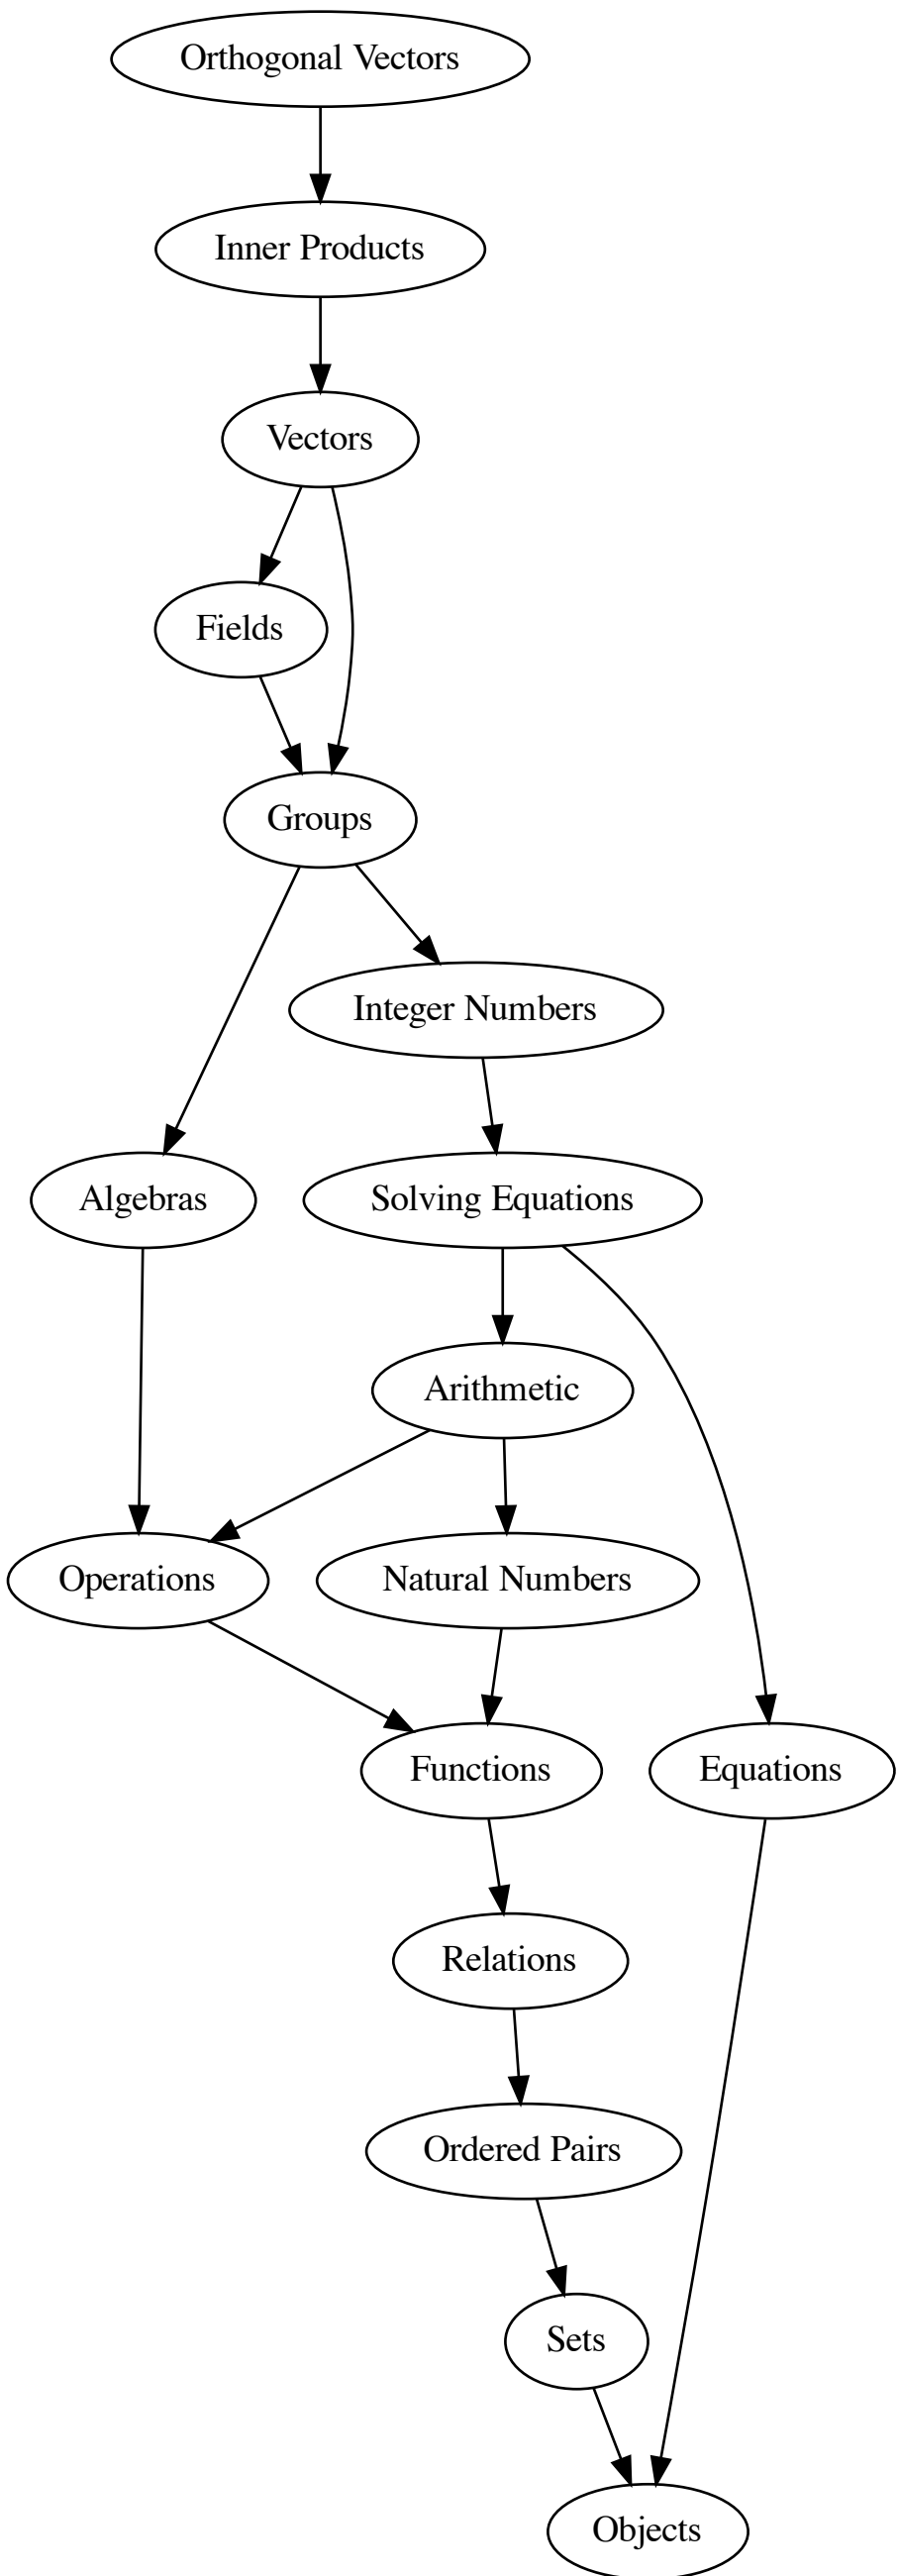 Orthogonal Vectors
Inner Products
Vectors
Fields
Groups
Integer Numbers
Algebras
Solving Equations
Arithmetic
Operations
Natural Numbers
Functions
Equations
Relations
Ordered Pairs
Sets
Objects